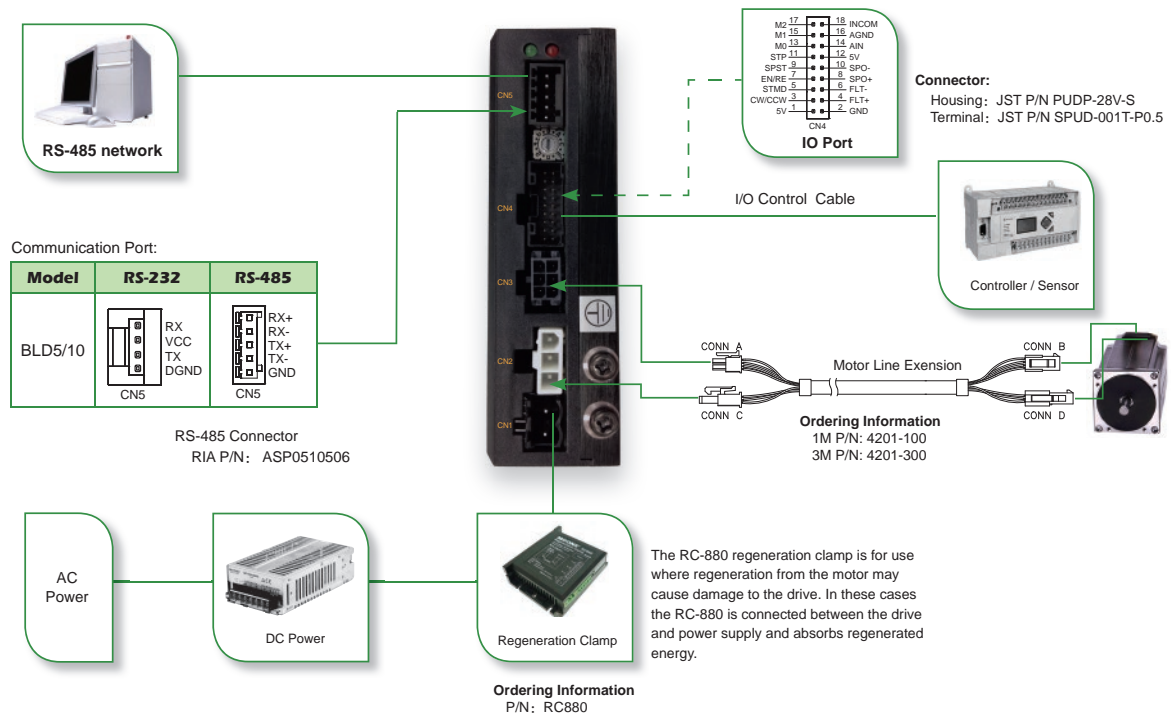 RS-485 network
CN5
CN4
CN3
CN2
CN1
M2 17 18 INCOM
M1 15 16 AGND
M0 13 14 AIN
STP 11 12 5V
SPST 9 10 SPO-
EN/RE 7 8 SPO+
STMD 5 6 FLT-
CW/CCW 3 4 FLT+
5V 1 2 GND
CN4
IO Port
Connector:
Housing: JST P/N PUDP-28V-S
Terminal: JST P/N SPUD-001T-P0.5
I/O Control Cable
Controller / Sensor
Communication Port:
Model RS-232 RS-485
BLD5/10
RX
VCC
TX
DGND
CN5
RX+
RX-
TX+
TX-
GND
CN5
RS-485 Connector
RIA P/N: ASP0510506
CONN A
CONN B
Motor Line Exension
CONN C
CONN D
Ordering Information
1M P/N: 4201-100
3M P/N: 4201-300
AC
Power
DC Power
Regeneration Clamp
The RC-880 regeneration clamp is for use
where regeneration from the motor may
cause damage to the drive. In these cases
the RC-880 is connected between the drive
and power supply and absorbs regenerated
energy.
Ordering Information
P/N: RC880